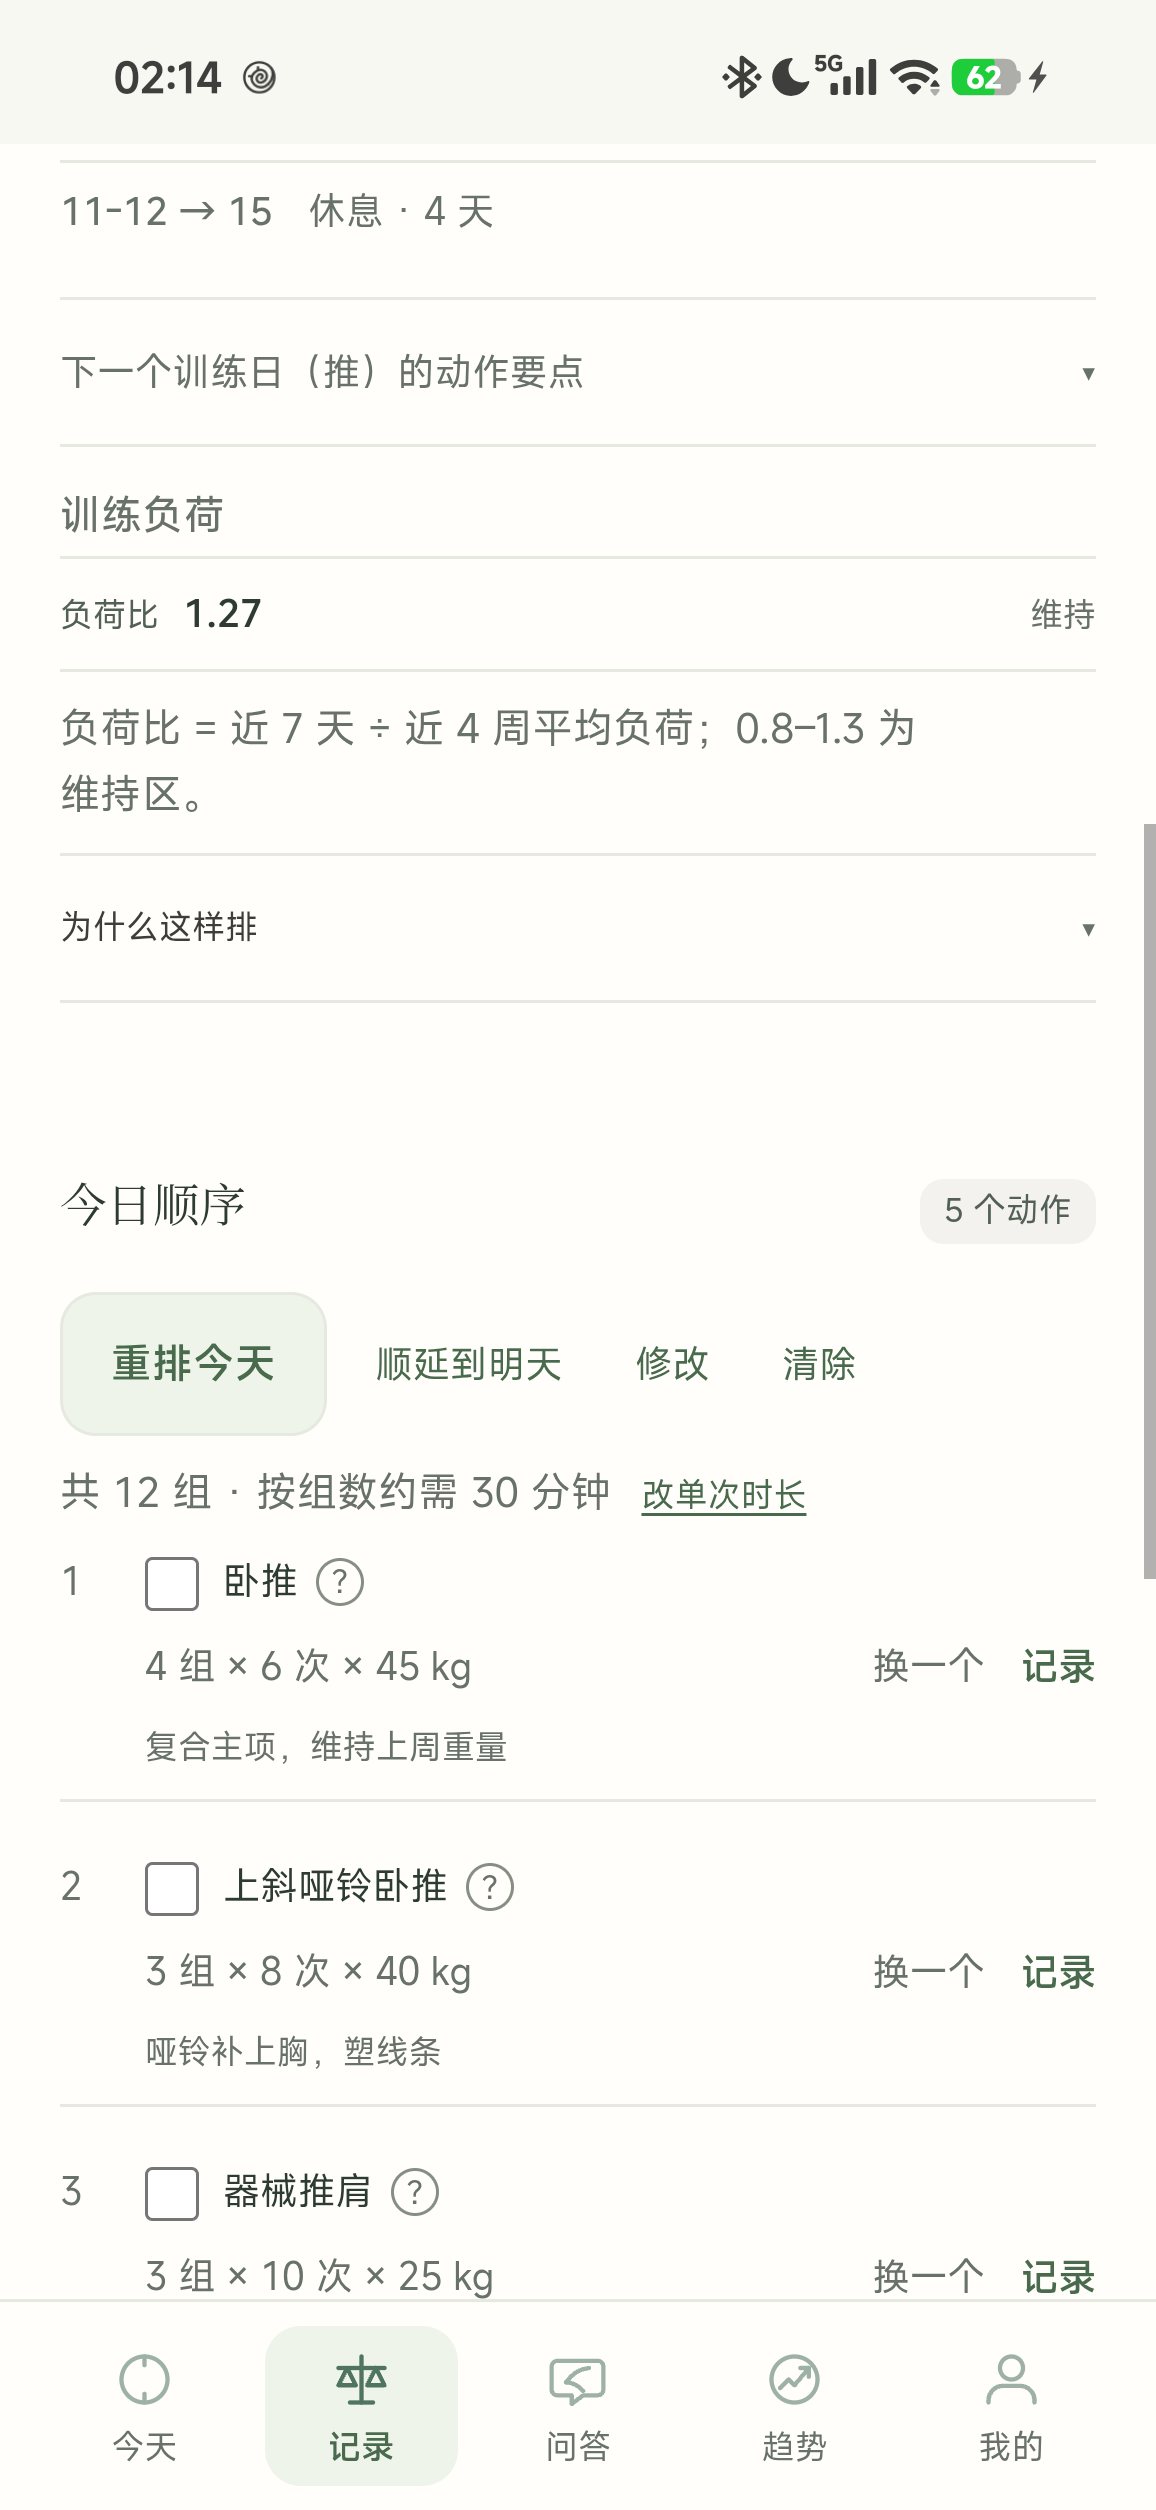 02:14 5G 62
11-12 → 15 休息 · 4 天
下一个训练日（推）的动作要点 ▾
训练负荷
负荷比 1.27 维持
负荷比 = 近 7 天 ÷ 近 4 周平均负荷；0.8–1.3 为
维持区。
为什么这样排 ▾
今日顺序 5 个动作
重排今天 顺延到明天 修改 清除
共 12 组 · 按组数约需 30 分钟 改单次时长
1 卧推 ?
4 组 × 6 次 × 45 kg 换一个 记录
复合主项，维持上周重量
2 上斜哑铃卧推 ?
3 组 × 8 次 × 40 kg 换一个 记录
哑铃补上胸，塑线条
3 器械推肩 ?
3 组 × 10 次 × 25 kg 换一个 记录
今天 记录 问答 趋势 我的